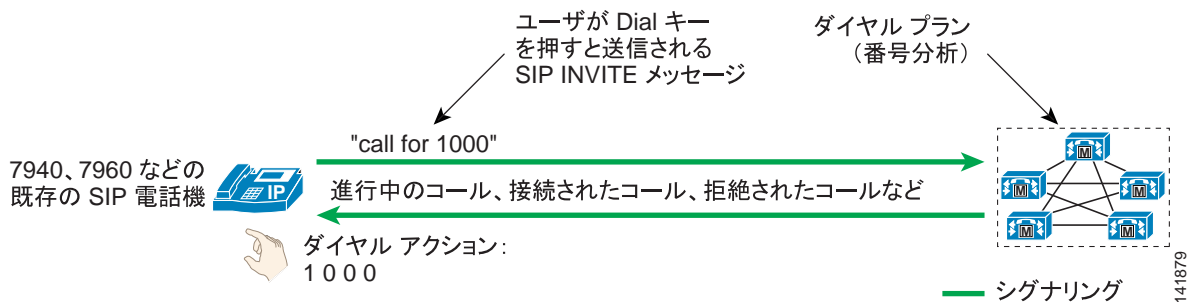 ユーザが Dial キー
を押すと送信される
SIP INVITE メッセージ
ダイヤル プラン
（番号分析）
"call for 1000"
7940、7960 などの
既存の SIP 電話機
IP
進行中のコール、接続されたコール、拒絶されたコールなど
M
M
M
M
M
ダイヤル アクション:
1 0 0 0
シグナリング
141879